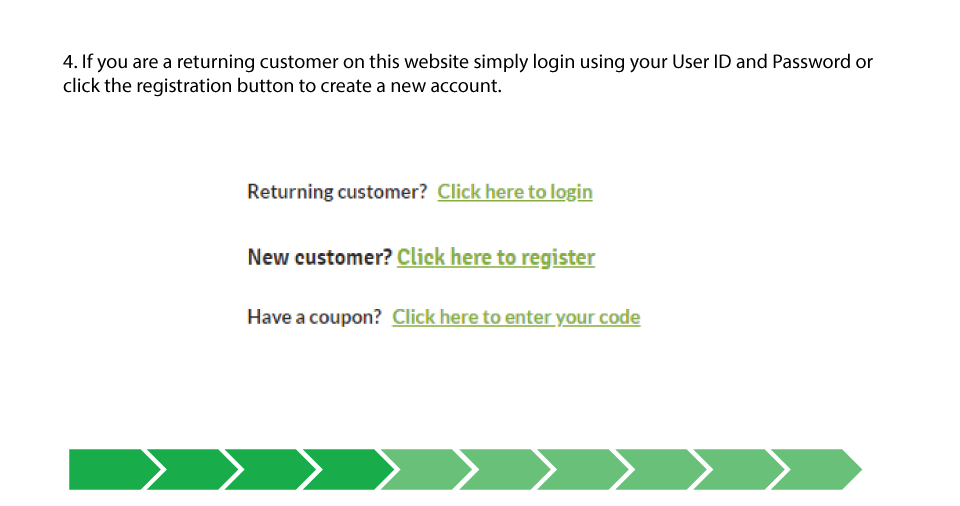 4. If you are a returning customer on this website simply login using your User ID and Password or
click the registration button to create a new account.
Returning customer? Click here to login
New customer? Click here to register
Have a coupon? Click here to enter your code